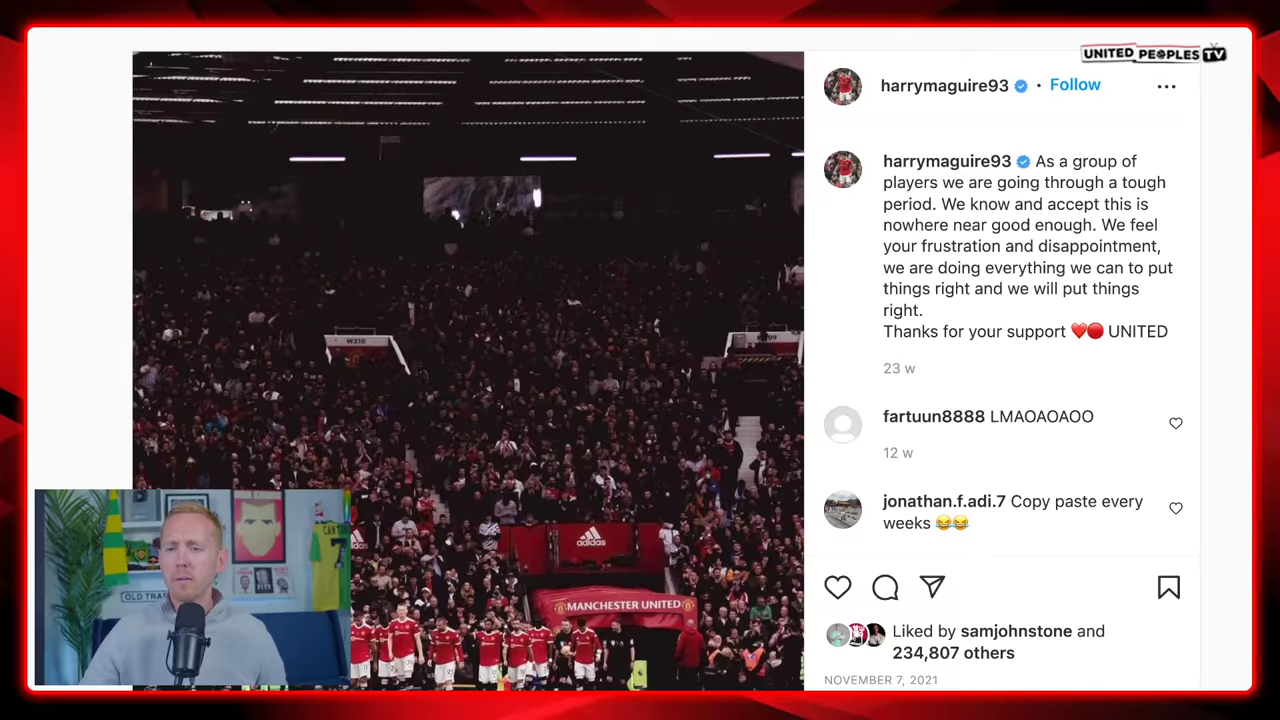 UNITED PEOPLES TV
harrymaguire93 • Follow
harrymaguire93 As a group of
players we are going through a tough
period. We know and accept this is
nowhere near good enough. We feel
your frustration and disappointment,
we are doing everything we can to put
things right and we will put things
right.
Thanks for your support ❤️🔴 UNITED
23 w
fartuun8888 LMAOAOAOO
12 w
jonathan.f.adi.7 Copy paste every
weeks 😂😂
Liked by samjohnstone and
234,807 others
NOVEMBER 7, 2021
W210
adidas
MANCHESTER UNITED
OLD TRA
7